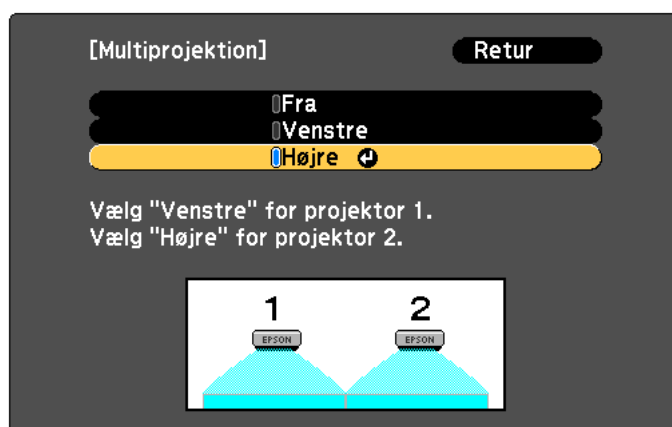 [Multiprojektion] Retur
Fra
Venstre
Højre
Vælg "Venstre" for projektor 1.
Vælg "Højre" for projektor 2.
1 2
EPSON EPSON